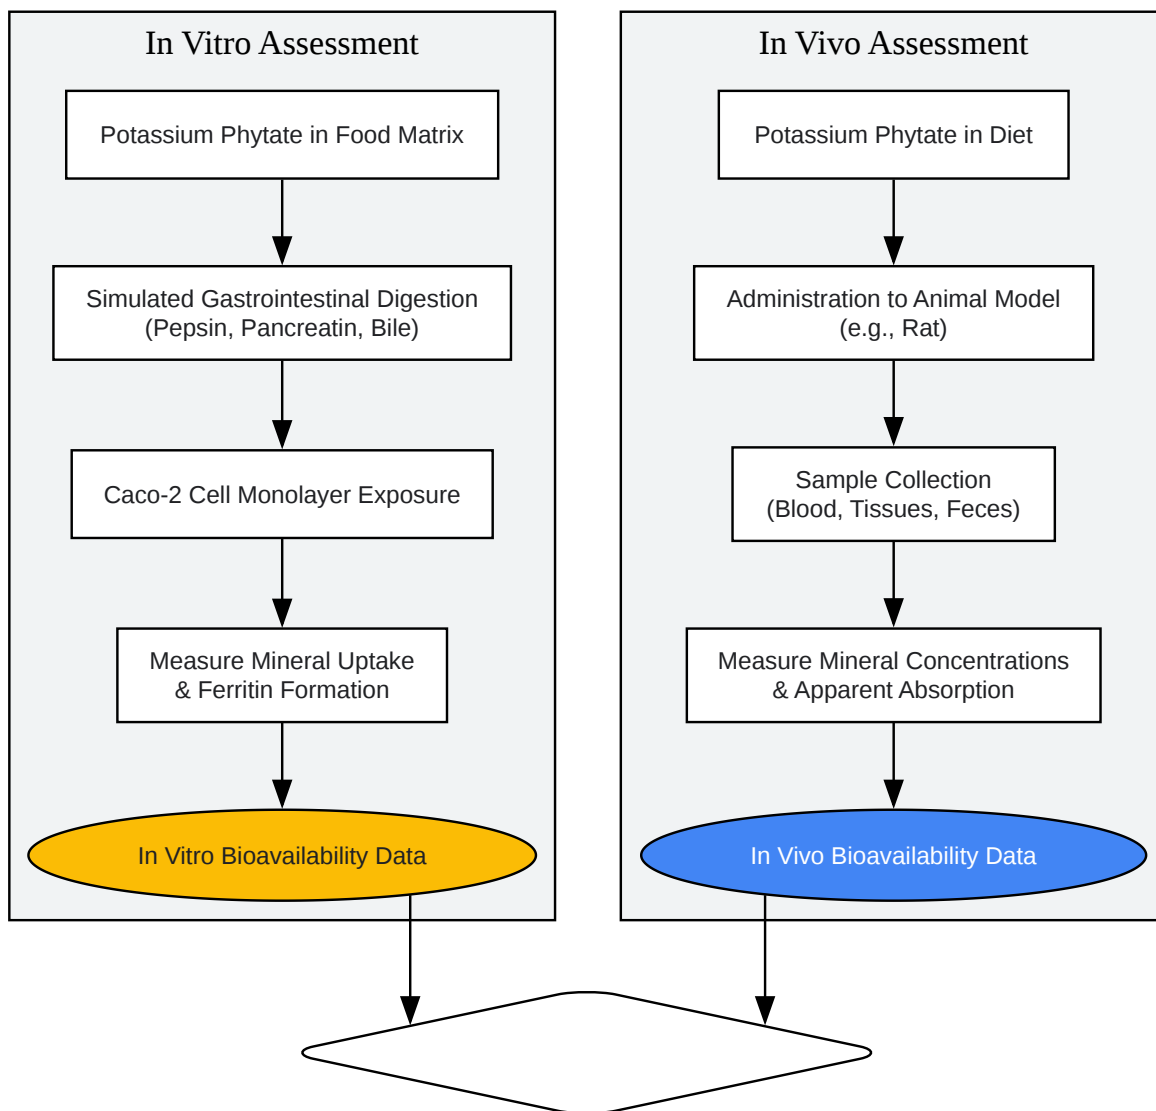 In Vitro Assessment
Potassium Phytate in Food Matrix
Simulated Gastrointestinal Digestion
(Pepsin, Pancreatin, Bile)
Caco-2 Cell Monolayer Exposure
Measure Mineral Uptake
& Ferritin Formation
In Vitro Bioavailability Data
In Vivo Assessment
Potassium Phytate in Diet
Administration to Animal Model
(e.g., Rat)
Sample Collection
(Blood, Tissues, Feces)
Measure Mineral Concentrations
& Apparent Absorption
In Vivo Bioavailability Data